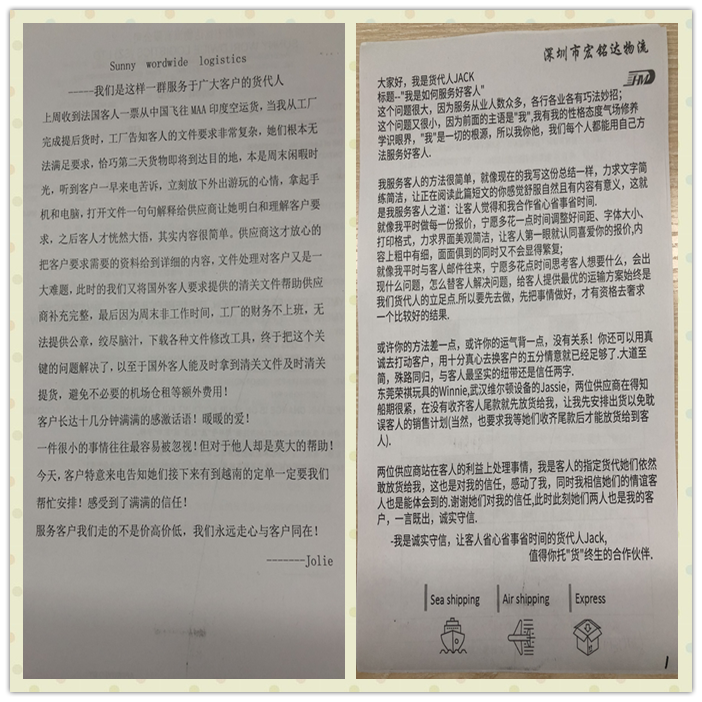 Sunny wordwide logistics
-----我们是这样一群服务于广大客户的货代人
上周收到法国客人一票从中国飞往MAA印度空运货，当我从工厂
完成提后货时，工厂告知客人的文件要求非常复杂，她们根本无
法满足要求，恰巧第二天货物即将到达目的地，本是周末闲暇时
光，听到客户一早来电苦诉，立刻放下外出游玩的心情，拿起手
机和电脑，打开文件一句句解释给供应商让她明白和理解客户要
求，之后客人才恍然大悟，其实内容很简单。供应商这才放心的
把客户要求需要的资料给到详细的内容，文件处理对客户又是一
大难题，此时的我们又将国外客人要求提供的清关文件帮助供应
商补充完整，最后因为周末非工作时间，工厂的财务不上班，无
法提供公章，绞尽脑汁，下载各种文件修改工具，终于把这个关
键的问题解决了，以至于国外客人能及时拿到清关文件及时清关
提货，避免不必要的机场仓租等额外费用！
客户长达十几分钟满满的感激话语！暖暖的爱！
一件很小的事情往往最容易被忽视！但对于他人却是莫大的帮助！
今天，客户特意来电告知她们接下来有到越南的定单一定要我们
帮忙安排！感受到了满满的信任！
服务客户我们走的不是价高价低，我们永远走心与客户同在！
-------Jolie
深圳市宏铭达物流
HMD
大家好，我是货代人JACK
标题--"我是如何服务好客人"
这个问题很大，因为服务从业人数众多，各行各业各有巧法妙招；
这个问题又很小，因为前面的主语是"我",我有我的性格态度气场修养
学识眼界，"我"是一切的根源，所以我你他，我们每个人都能用自己方
法服务好客人.
我服务客人的方法很简单，就像现在的我写这份总结一样，力求文字简
练简洁，让正在阅读此篇短文的你感觉舒服自然且有内容有意义，这就
是我服务客人之道：让客人觉得和我合作省心省事省时间.
就像我平时做每一份报价，宁愿多花一点时间调整好间距、字体大小、
打印格式，力求界面美观简洁，让客人第一眼就认同喜爱你的报价,内
容上粗中有细，面面俱到的同时又不会显得繁复；
就像我平时与客人邮件往来，宁愿多花点时间思考客人想要什么，会出
现什么问题，怎么替客人解决问题，给客人提供最优的运输方案始终是
我们货代人的立足点.所以要先去做，先把事情做好，才有资格去奢求
一个比较好的结果.
或许你的方法差一点，或许你的运气背一点，没有关系！你还可以用真
诚去打动客户，用十分真心去换客户的五分情意就已经足够了.大道至
简，殊路同归，与客人最坚实的纽带还是信任两字.
东莞荣祺玩具的Winnie,武汉维尔顿设备的Jassie，两位供应商在得知
船期很紧，在没有收齐客人尾款就先放货给我，让我先安排出货以免耽
误客人的销售计划(当然，也要求我等她们收齐尾款后才能放货给到客
人).
两位供应商站在客人的利益上处理事情，我是客人的指定货代她们依然
敢放货给我，这也是对我的信任，感动了我，同时我相信她们的情谊客
人也是能体会到的.谢谢她们对我的信任,此时此刻她们两人也是我的客
户，一言既出，诚实守信.
-我是诚实守信，让客人省心省事省时间的货代人Jack,
值得你托"货"终生的合作伙伴.
Sea shipping Air shipping Express
1